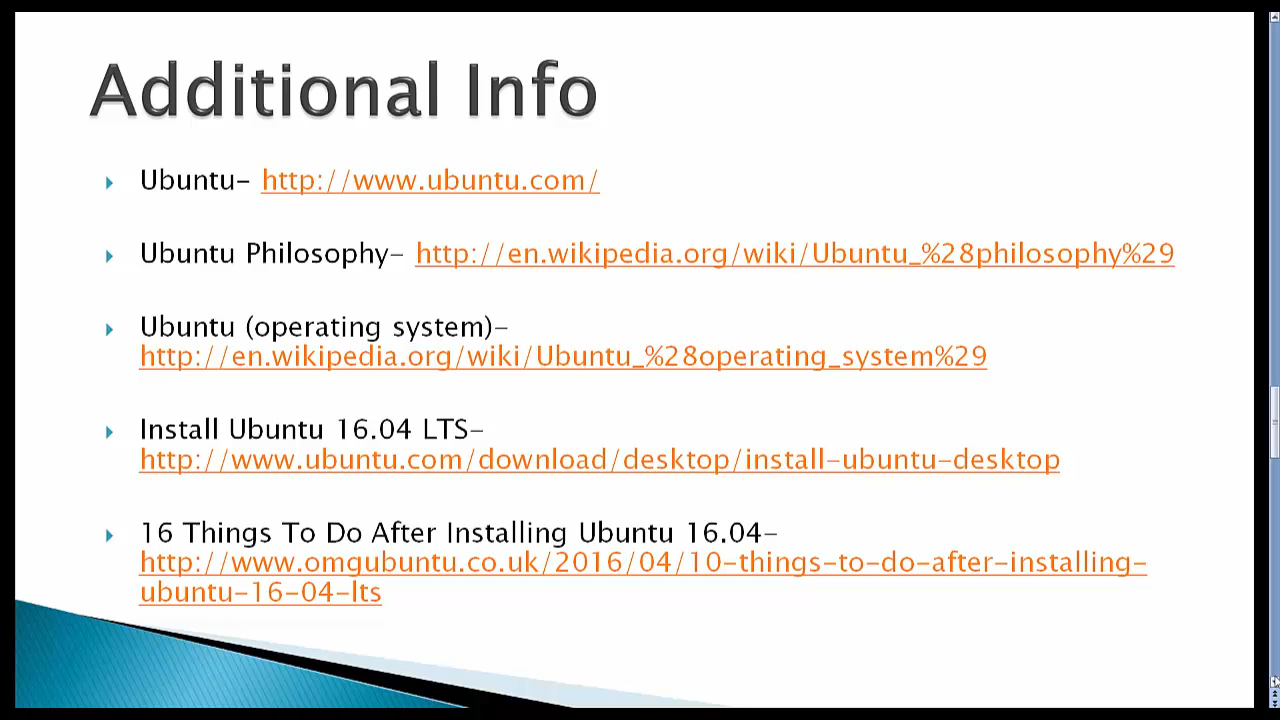 Additional Info
Ubuntu- http://www.ubuntu.com/
Ubuntu Philosophy- http://en.wikipedia.org/wiki/Ubuntu_%28philosophy%29
Ubuntu (operating system)-
http://en.wikipedia.org/wiki/Ubuntu_%28operating_system%29
Install Ubuntu 16.04 LTS-
http://www.ubuntu.com/download/desktop/install-ubuntu-desktop
16 Things To Do After Installing Ubuntu 16.04-
http://www.omgubuntu.co.uk/2016/04/10-things-to-do-after-installing-
ubuntu-16-04-lts